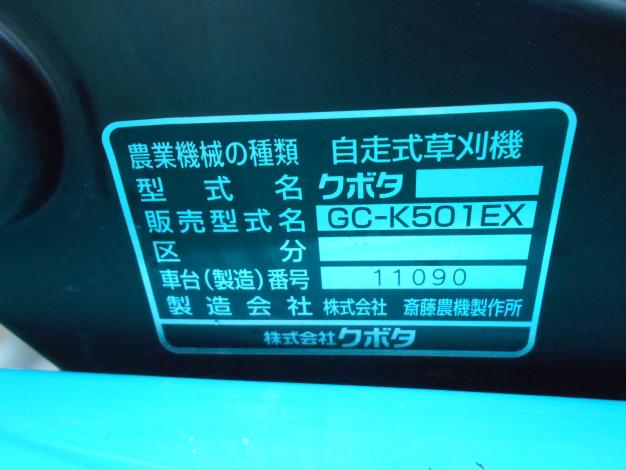 農業機械の種類 自走式草刈機
型式名 クボタ
販売型式名 GC-K501EX
区分
車台(製造)番号 11090
製造会社 株式会社 斎藤農機製作所
株式会社クボタ